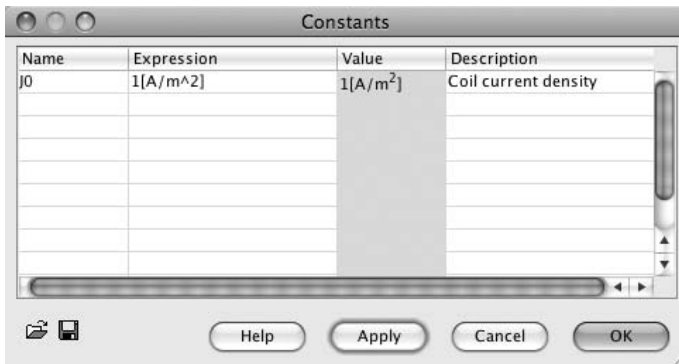 Constants
Name Expression Value Description
J0 1[A/m^2] 1[A/m²] Coil current density
Help Apply Cancel OK